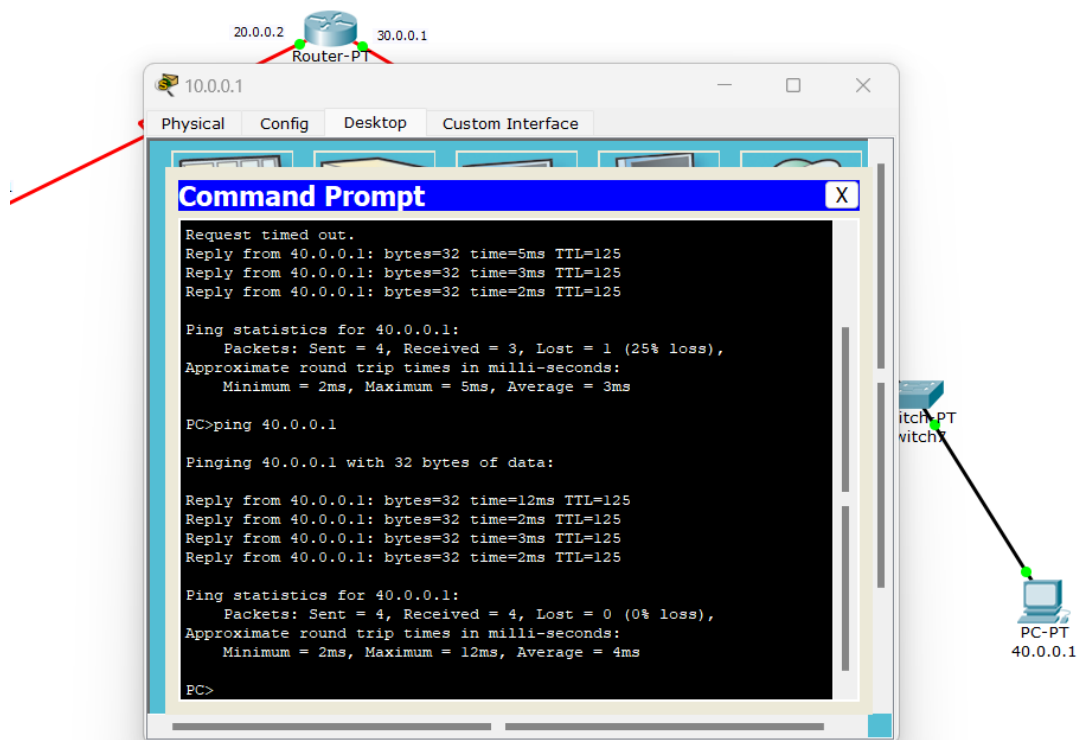 20.0.0.2
30.0.0.1
Router-PT
10.0.0.1
Physical Config Desktop Custom Interface
Command Prompt
X
Request timed out.
Reply from 40.0.0.1: bytes=32 time=5ms TTL=125
Reply from 40.0.0.1: bytes=32 time=3ms TTL=125
Reply from 40.0.0.1: bytes=32 time=2ms TTL=125
Ping statistics for 40.0.0.1:
Packets: Sent = 4, Received = 3, Lost = 1 (25% loss),
Approximate round trip times in milli-seconds:
Minimum = 2ms, Maximum = 5ms, Average = 3ms
PC>ping 40.0.0.1
Pinging 40.0.0.1 with 32 bytes of data:
Reply from 40.0.0.1: bytes=32 time=12ms TTL=125
Reply from 40.0.0.1: bytes=32 time=2ms TTL=125
Reply from 40.0.0.1: bytes=32 time=3ms TTL=125
Reply from 40.0.0.1: bytes=32 time=2ms TTL=125
Ping statistics for 40.0.0.1:
Packets: Sent = 4, Received = 4, Lost = 0 (0% loss),
Approximate round trip times in milli-seconds:
Minimum = 2ms, Maximum = 12ms, Average = 4ms
PC>
itch-PT
witch7
PC-PT
40.0.0.1